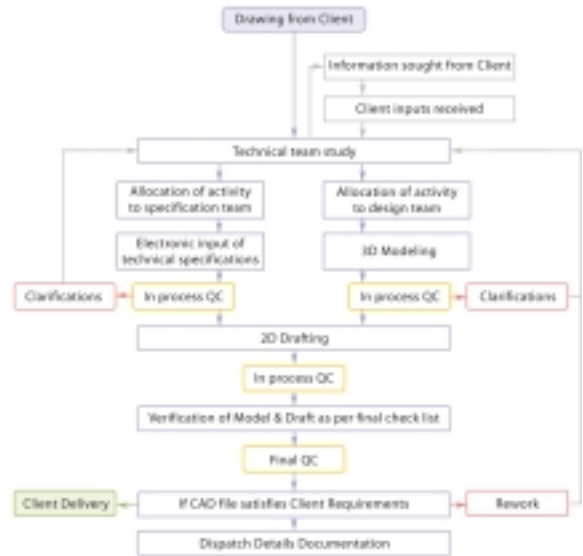 Drawing from Client
Information sought from Client
Client inputs received
Technical team study
Allocation of activity
to specification team
Allocation of activity
to design team
Electronic input of
technical specifications
3D Modeling
Clarifications
In process QC
In process QC
Clarifications
2D Drafting
In process QC
Verification of Model & Draft as per final check list
Final QC
Client Delivery
If CAD file satisfies Client Requirements
Rework
Dispatch Details Documentation